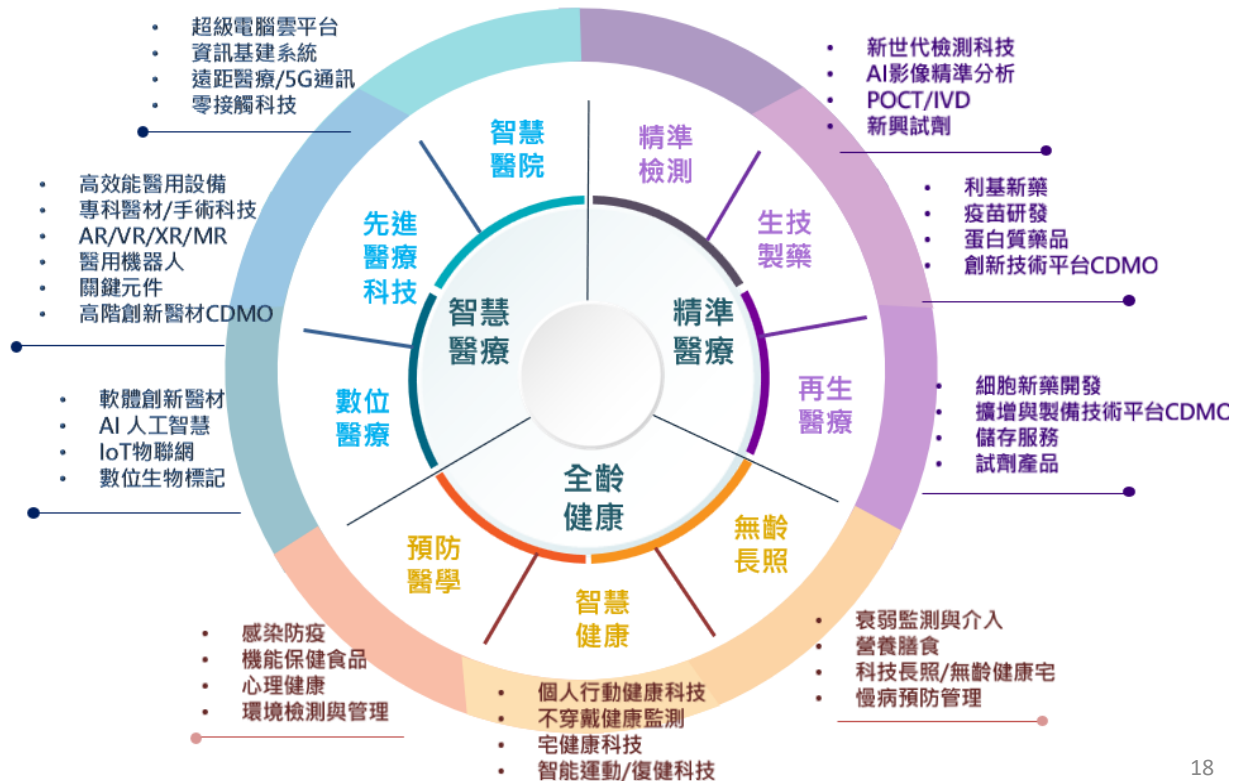 • 超級電腦雲平台
• 資訊基建系統
• 遠距醫療/5G通訊
• 零接觸科技
• 高效能醫用設備
• 專科醫材/手術科技
• AR/VR/XR/MR
• 醫用機器人
• 關鍵元件
• 高階創新醫材CDMO
• 軟體創新醫材
• AI 人工智慧
• IoT物聯網
• 數位生物標記
智慧
醫院
先進
醫療
科技
數位
醫療
智慧
醫療
精準
檢測
生技
製藥
再生
醫療
精準
醫療
• 新世代檢測科技
• AI影像精準分析
• POCT/IVD
• 新興試劑
• 利基新藥
• 疫苗研發
• 蛋白質藥品
• 創新技術平台CDMO
• 細胞新藥開發
• 擴增與製備技術平台CDMO
• 儲存服務
• 試劑產品
全齡
健康
預防
醫學
智慧
健康
無齡
長照
• 感染防疫
• 機能保健食品
• 心理健康
• 環境檢測與管理
• 個人行動健康科技
• 不穿戴健康監測
• 宅健康科技
• 智能運動/復健科技
• 衰弱監測與介入
• 營養膳食
• 科技長照/無齡健康宅
• 慢病預防管理
18